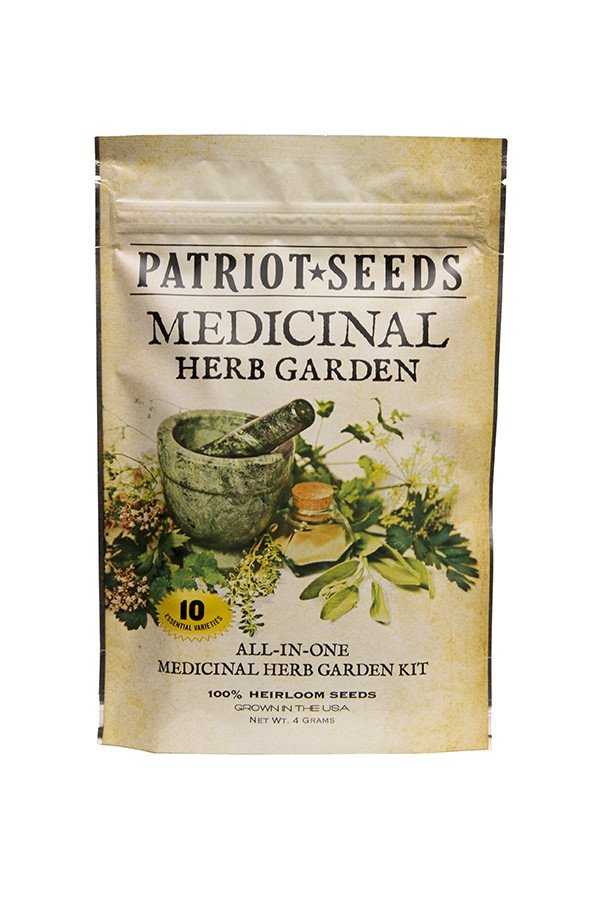 PATRIOT★SEEDS
MEDICINAL
HERB GARDEN
10
ESSENTIAL VARIETIES
ALL-IN-ONE
MEDICINAL HERB GARDEN KIT
100% HEIRLOOM SEEDS
GROWN IN THE USA
NET WT. 4 GRAMS